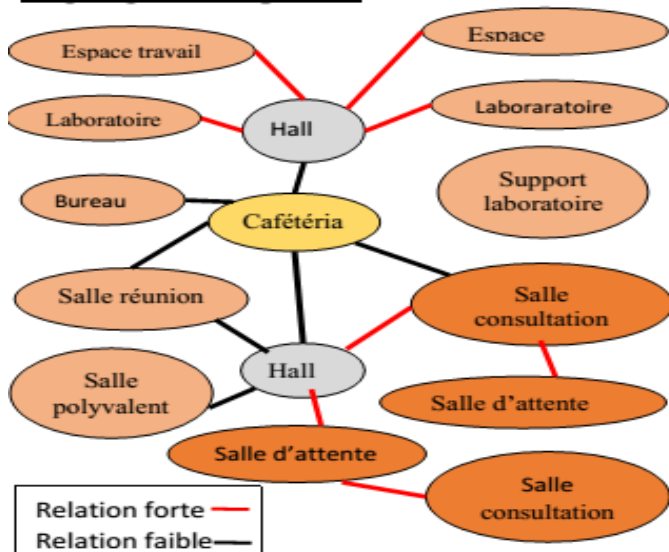 Espace travail
Espace
Laboratoire
Hall
Laboraratoire
Bureau
Support
laboratoire
Cafétéria
Salle réunion
Salle
consultation
Hall
Salle
polyvalent
Salle d'attente
Salle d'attente
Salle
consultation
Relation forte
Relation faible